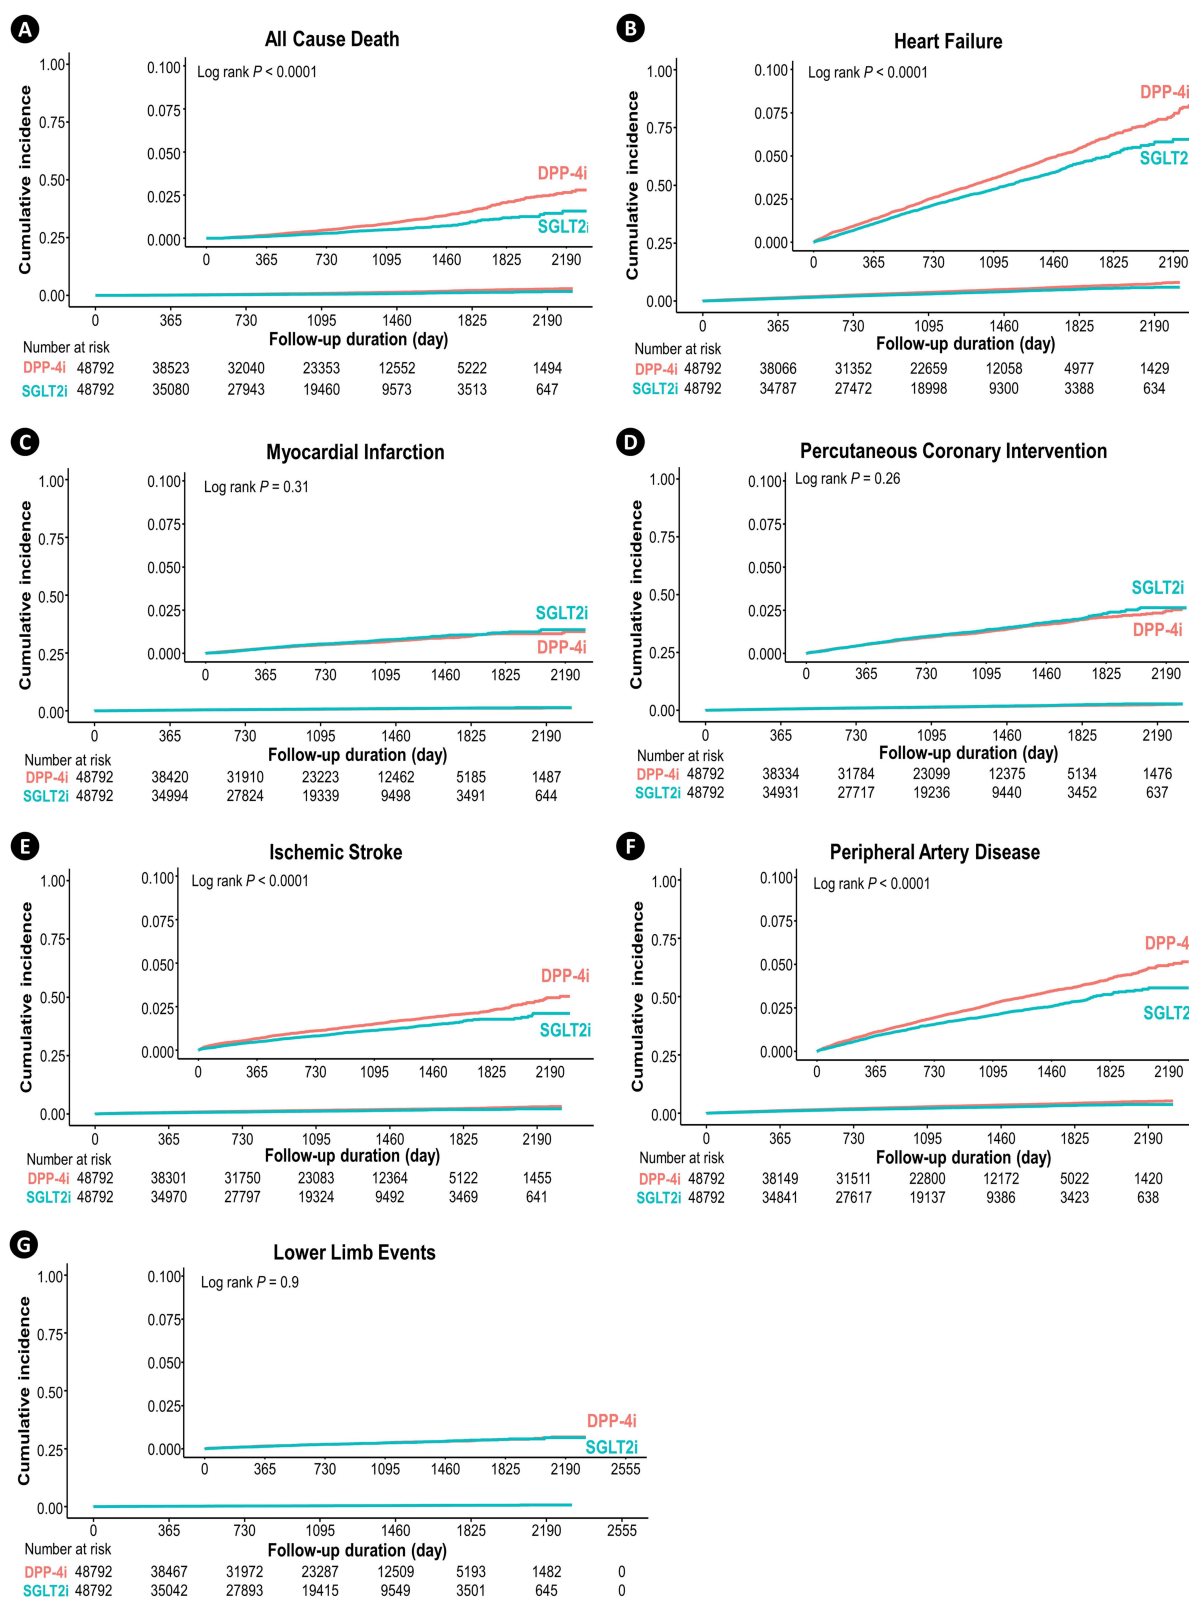 A
All Cause Death
Cumulative incidence
1.00
0.75
0.50
0.25
0.00
0.100
0.075
0.050
0.025
0.000
Log rank P < 0.0001
DPP-4i
SGLT2i
0 365 730 1095 1460 1825 2190
0 365 730 1095 1460 1825 2190
Follow-up duration (day)
Number at risk
DPP-4i 48792 38523 32040 23353 12552 5222 1494
SGLT2i 48792 35080 27943 19460 9573 3513 647
B
Heart Failure
Cumulative incidence
1.00
0.75
0.50
0.25
0.00
0.100
0.075
0.050
0.025
0.000
Log rank P < 0.0001
DPP-4i
SGLT2
0 365 730 1095 1460 1825 2190
0 365 730 1095 1460 1825 2190
Follow-up duration (day)
Number at risk
DPP-4i 48792 38066 31352 22659 12058 4977 1429
SGLT2i 48792 34787 27472 18998 9300 3388 634
C
Myocardial Infarction
Cumulative incidence
1.00
0.75
0.50
0.25
0.00
0.100
0.075
0.050
0.025
0.000
Log rank P = 0.31
SGLT2i
DPP-4i
0 365 730 1095 1460 1825 2190
0 365 730 1095 1460 1825 2190
Follow-up duration (day)
Number at risk
DPP-4i 48792 38420 31910 23223 12462 5185 1487
SGLT2i 48792 34994 27824 19339 9498 3491 644
D
Percutaneous Coronary Intervention
Cumulative incidence
1.00
0.75
0.50
0.25
0.00
0.100
0.075
0.050
0.025
0.000
Log rank P = 0.26
SGLT2i
DPP-4i
0 365 730 1095 1460 1825 2190
0 365 730 1095 1460 1825 2190
Follow-up duration (day)
Number at risk
DPP-4i 48792 38334 31784 23099 12375 5134 1476
SGLT2i 48792 34931 27717 19236 9440 3452 637
E
Ischemic Stroke
Cumulative incidence
1.00
0.75
0.50
0.25
0.00
0.100
0.075
0.050
0.025
0.000
Log rank P < 0.0001
DPP-4i
SGLT2i
0 365 730 1095 1460 1825 2190
0 365 730 1095 1460 1825 2190
Follow-up duration (day)
Number at risk
DPP-4i 48792 38301 31750 23083 12364 5122 1455
SGLT2i 48792 34970 27797 19324 9492 3469 641
F
Peripheral Artery Disease
Cumulative incidence
1.00
0.75
0.50
0.25
0.00
0.100
0.075
0.050
0.025
0.000
Log rank P < 0.0001
DPP-4
SGLT2
0 365 730 1095 1460 1825 2190
0 365 730 1095 1460 1825 2190
Follow-up duration (day)
Number at risk
DPP-4i 48792 38149 31511 22800 12172 5022 1420
SGLT2i 48792 34841 27617 19137 9386 3423 638
G
Lower Limb Events
Cumulative incidence
1.00
0.75
0.50
0.25
0.00
0.100
0.075
0.050
0.025
0.000
Log rank P = 0.9
DPP-4i
SGLT2i
0 365 730 1095 1460 1825 2190 2555
0 365 730 1095 1460 1825 2190 2555
Follow-up duration (day)
Number at risk
DPP-4i 48792 38467 31972 23287 12509 5193 1482 0
SGLT2i 48792 35042 27893 19415 9549 3501 645 0